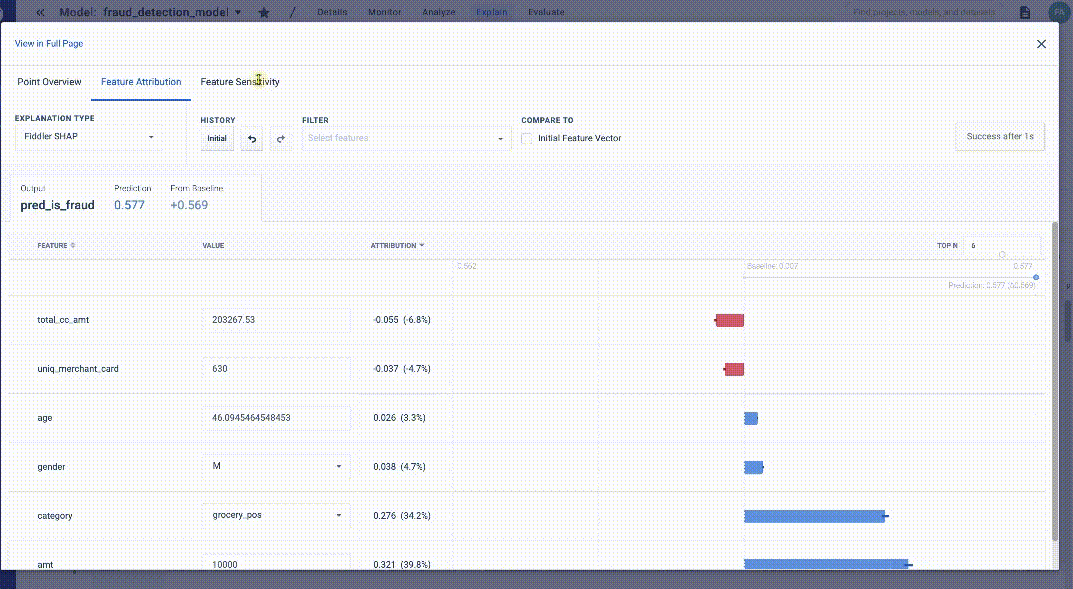 « Model: fraud_detection_model / Details Monitor Analyze Explain Evaluate Find projects, models, and datasets PA
View in Full Page
Point Overview Feature Attribution Feature Sensitivity
EXPLANATION TYPE HISTORY FILTER COMPARE TO
Fiddler SHAP Initial Select features Initial Feature Vector Success after 1s
Output Prediction From Baseline
pred_is_fraud 0.577 +0.569
FEATURE VALUE ATTRIBUTION TOP N 6
Baseline: 0.007 0.577
Prediction: 0.577 (Δ0.569)
total_cc_amt 203267.53 -0.055 (-6.8%)
uniq_merchant_card 630 -0.037 (-4.7%)
age 46.0945464548453 0.026 (3.3%)
gender M 0.038 (4.7%)
category grocery_pos 0.276 (34.2%)
amt 10000 0.321 (39.8%)